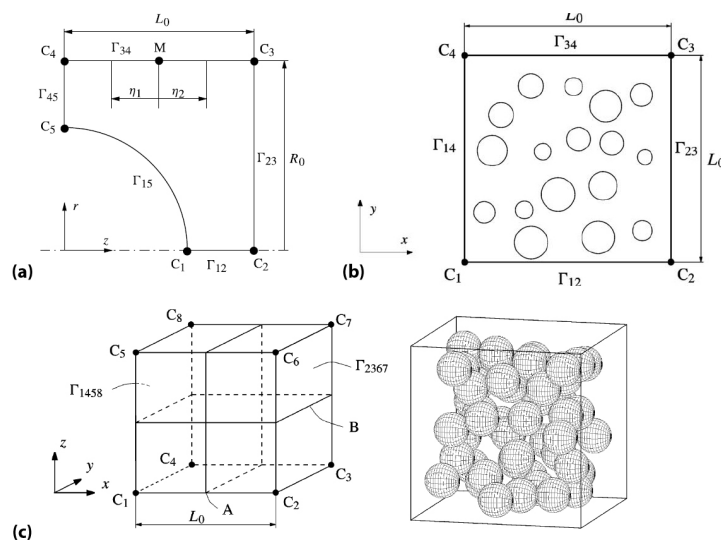 L₀
C₄
Γ₃₄
M
C₃
η₁
η₂
Γ₄₅
C₅
Γ₁₅
Γ₂₃
R₀
r
z
C₁
Γ₁₂
C₂
(a)
L₀
C₄
Γ₃₄
C₃
Γ₁₄
Γ₂₃
L₀
y
x
C₁
Γ₁₂
C₂
(b)
C₈
C₇
C₅
C₆
Γ₁₄₅₈
Γ₂₃₆₇
B
z
y
x
C₄
C₃
C₁
A
C₂
L₀
(c)